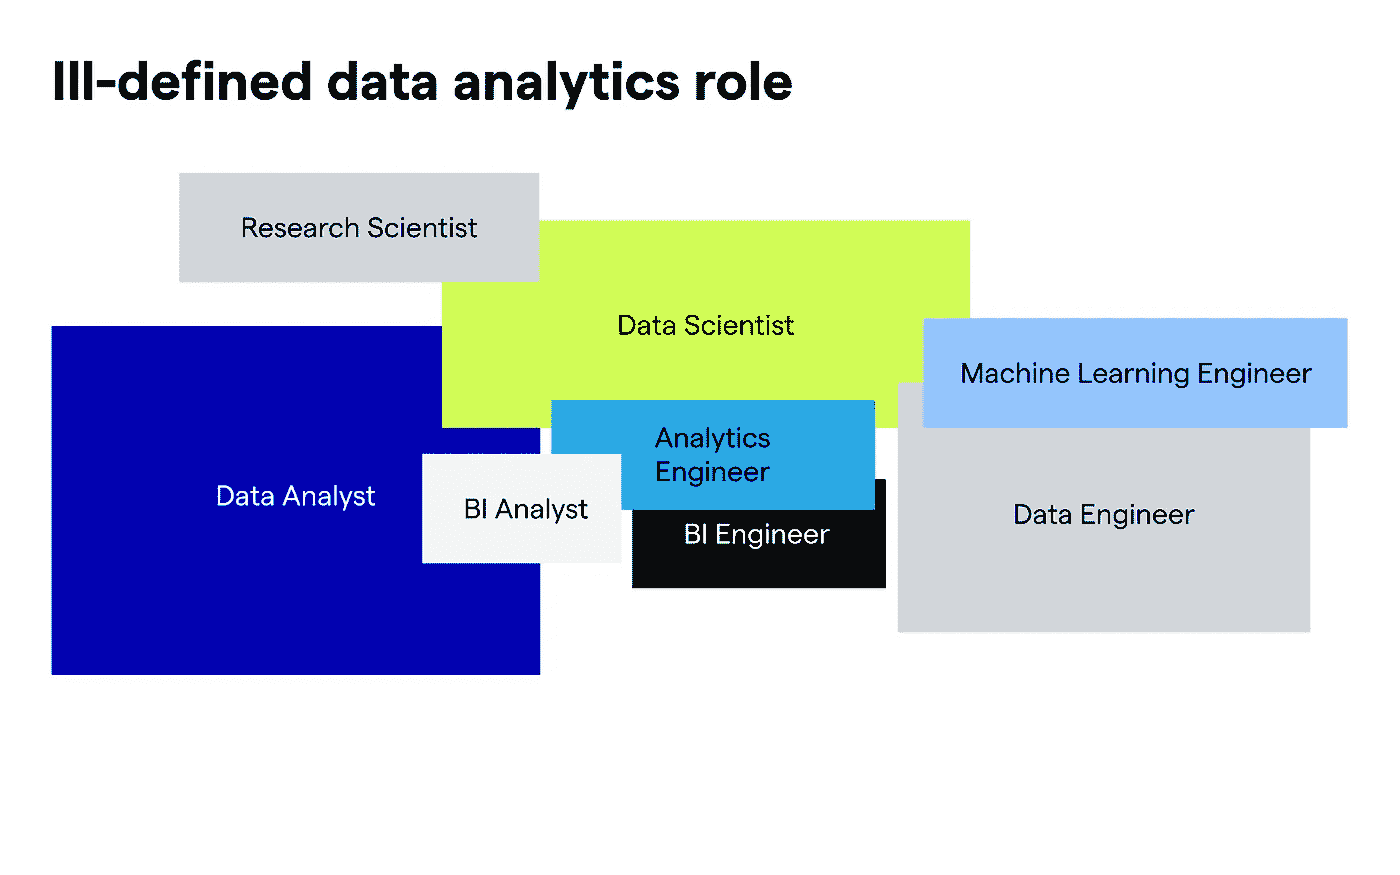 Ill-defined data analytics role
Research Scientist
Data Scientist
Machine Learning Engineer
Analytics
Engineer
Data Analyst
BI Analyst
BI Engineer
Data Engineer